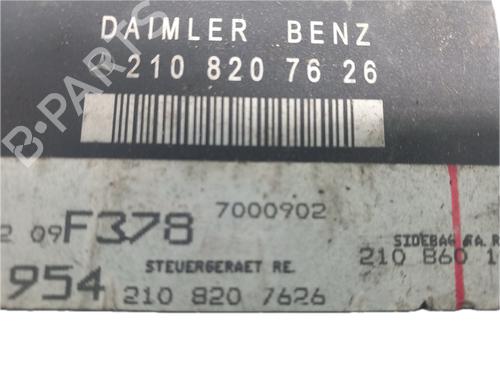 DAIMLER BENZ
210 820 76 26
B-PARTS
7000902
2 09 F378
SIDEBAG
STEUERGERAET RE.
210 860 1
954 210 820 7626